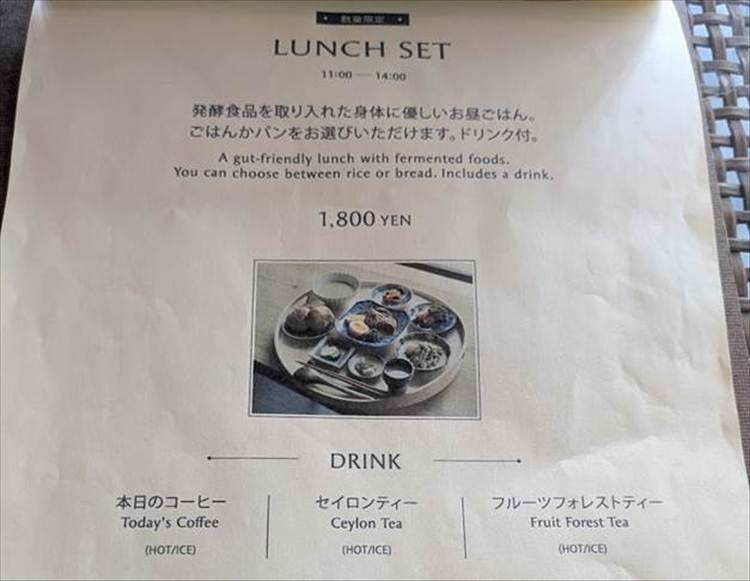 数量限定
LUNCH SET
11:00 — 14:00
発酵食品を取り入れた身体に優しいお昼ごはん。
ごはんかパンをお選びいただけます。ドリンク付。
A gut-friendly lunch with fermented foods.
You can choose between rice or bread. Includes a drink.
1,800 YEN
DRINK
本日のコーヒー
Today's Coffee
(HOT/ICE)
セイロンティー
Ceylon Tea
(HOT/ICE)
フルーツフォレストティー
Fruit Forest Tea
(HOT/ICE)